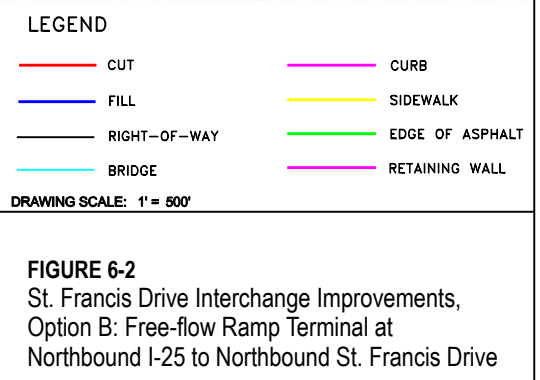 LEGEND
CUT
FILL
RIGHT-OF-WAY
BRIDGE
CURB
SIDEWALK
EDGE OF ASPHALT
RETAINING WALL
DRAWING SCALE: 1' = 500'
FIGURE 6-2
St. Francis Drive Interchange Improvements,
Option B: Free-flow Ramp Terminal at
Northbound I-25 to Northbound St. Francis Drive